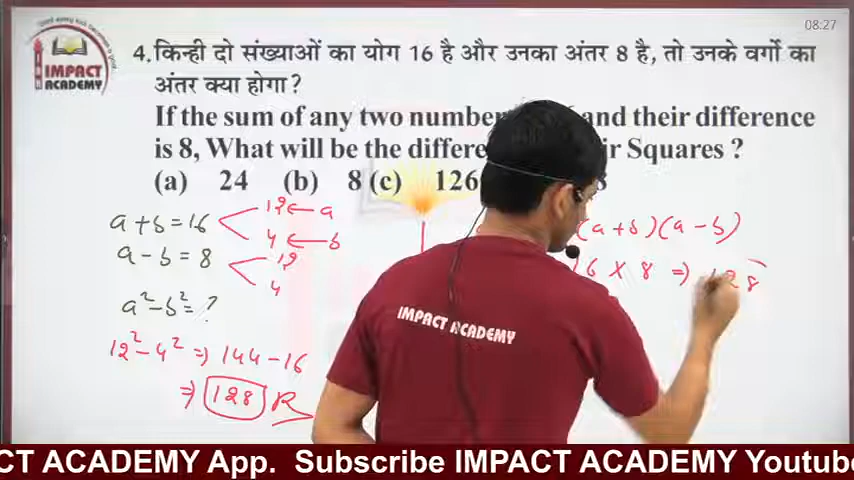 08:27
IMPACT
ACADEMY
4. किन्ही दो संख्याओं का योग 16 है और उनका अंतर 8 है, तो उनके वर्गो का
अंतर क्या होगा?
If the sum of any two number and their difference
is 8, What will be the differe ir Squares ?
(a) 24 (b) 8 (c) 126 8
a+b=16
12 ← a
4 ← b
a-b=8
12
4
a²-b²=?
12²-4² ⇒ 144-16
⇒ 128
(a+b)(a-b)
16 × 8 ⇒ 128
IMPACT ACADEMY
CT ACADEMY App. Subscribe IMPACT ACADEMY Youtube